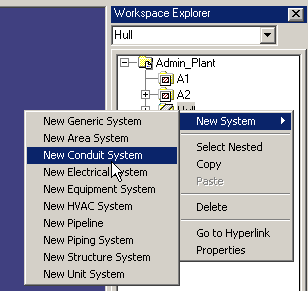 Workspace Explorer
Hull
Admin_Plant
A1
A2
Hull
New System
Select Nested
Copy
Paste
Delete
Go to Hyperlink
Properties
New Generic System
New Area System
New Conduit System
New Electrical System
New Equipment System
New HVAC System
New Pipeline
New Piping System
New Structure System
New Unit System